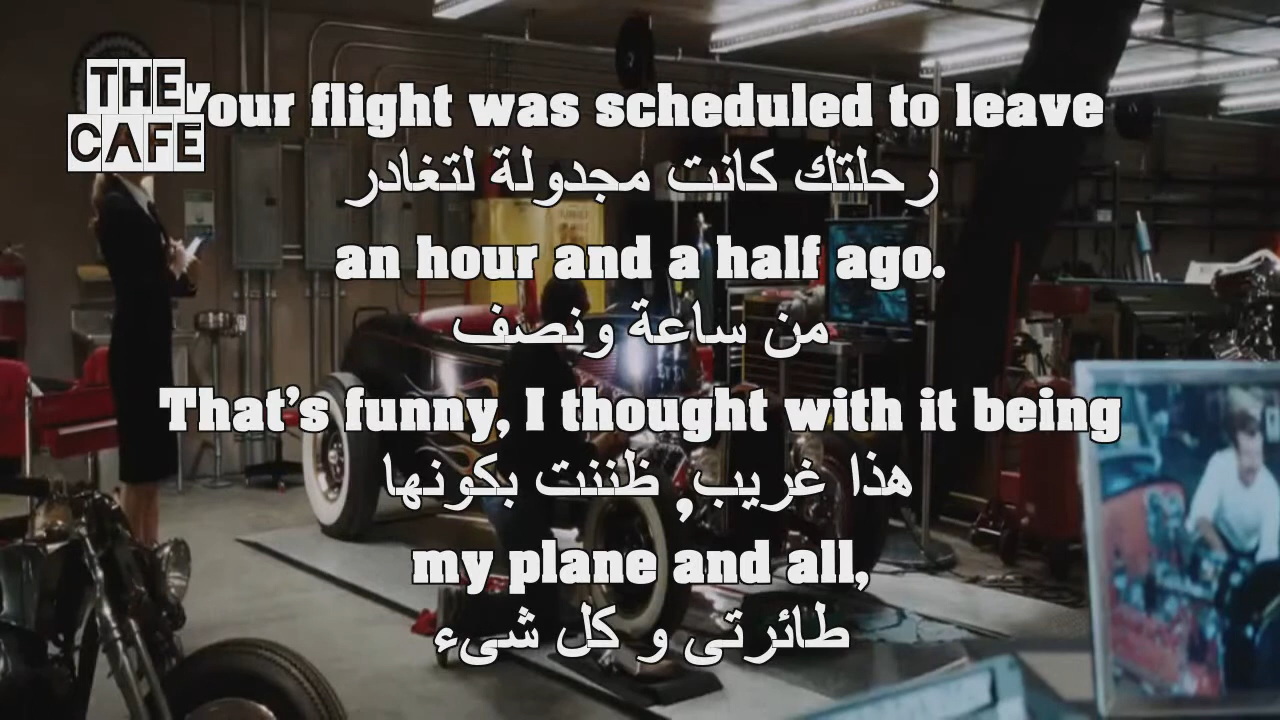 THE
CAFE
Your flight was scheduled to leave
رحلتك كانت مجدولة لتغادر
an hour and a half ago.
من ساعة ونصف
That's funny, I thought with it being
هذا غريب, ظننت بكونها
my plane and all,
طائرتى و كل شىء